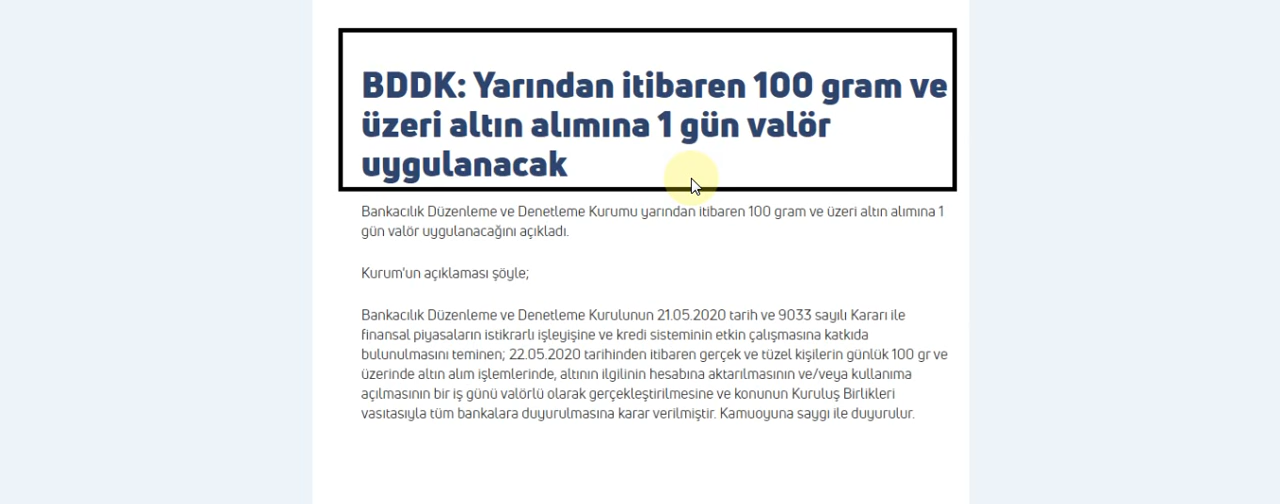 BDDK: Yarından itibaren 100 gram ve
üzeri altın alımına 1 gün valör
uygulanacak
Bankacılık Düzenleme ve Denetleme Kurumu yarından itibaren 100 gram ve üzeri altın alımına 1
gün valör uygulanacağını açıkladı.
Kurum'un açıklaması şöyle;
Bankacılık Düzenleme ve Denetleme Kurulunun 21.05.2020 tarih ve 9033 sayılı Kararı ile
finansal piyasaların istikrarlı işleyişine ve kredi sisteminin etkin çalışmasına katkıda
bulunulmasını teminen; 22.05.2020 tarihinden itibaren gerçek ve tüzel kişilerin günlük 100 gr ve
üzerinde altın alım işlemlerinde, altının ilgilinin hesabına aktarılmasının ve/veya kullanıma
açılmasının bir iş günü valörlü olarak gerçekleştirilmesine ve konunun Kuruluş Birlikleri
vasıtasıyla tüm bankalara duyurulmasına karar verilmiştir. Kamuoyuna saygı ile duyurulur.